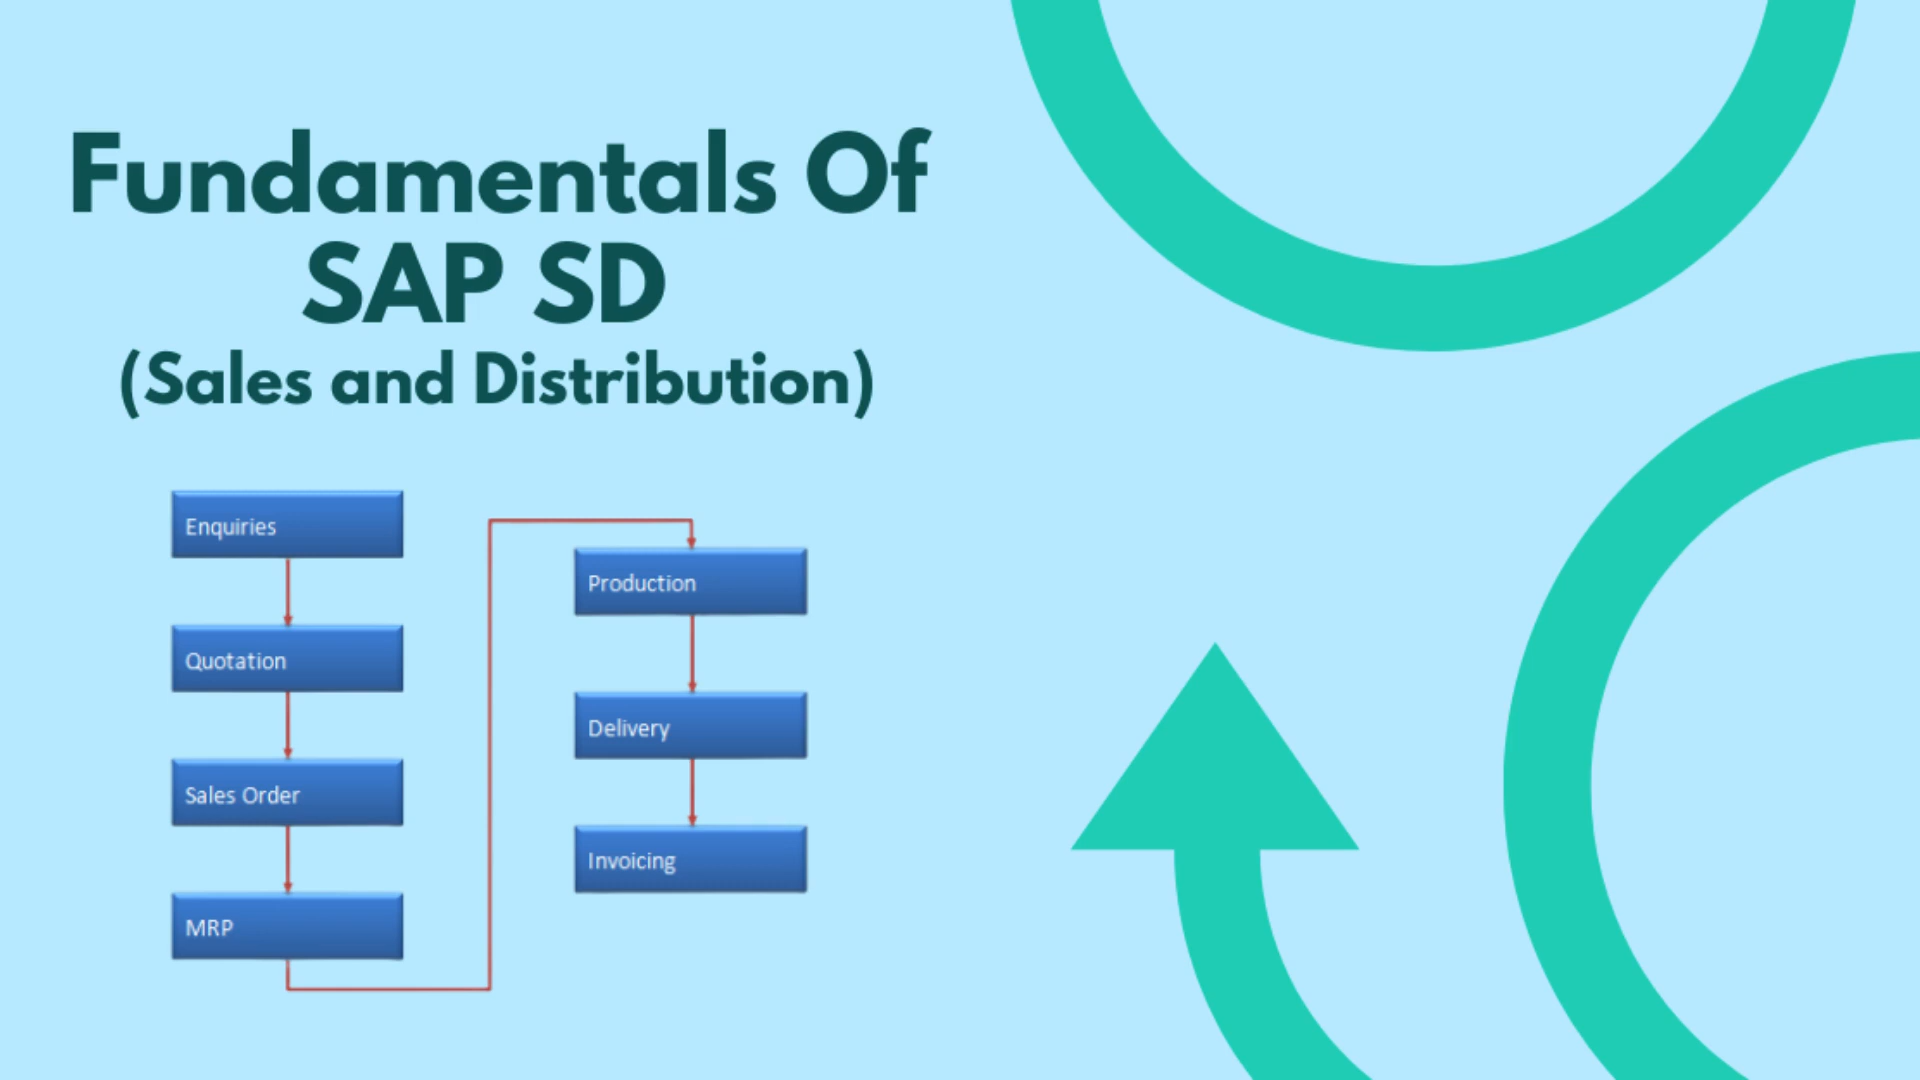 Fundamentals Of
SAP SD
(Sales and Distribution)
Enquiries
Quotation
Sales Order
MRP
Production
Delivery
Invoicing